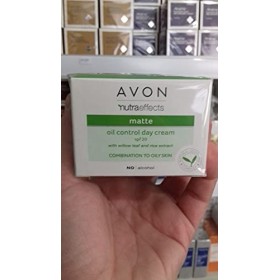 AVON
nutraeffects
matte
oil control day cream
spf 20
with willow leaf and rice extract
COMBINATION TO OILY SKIN
NO